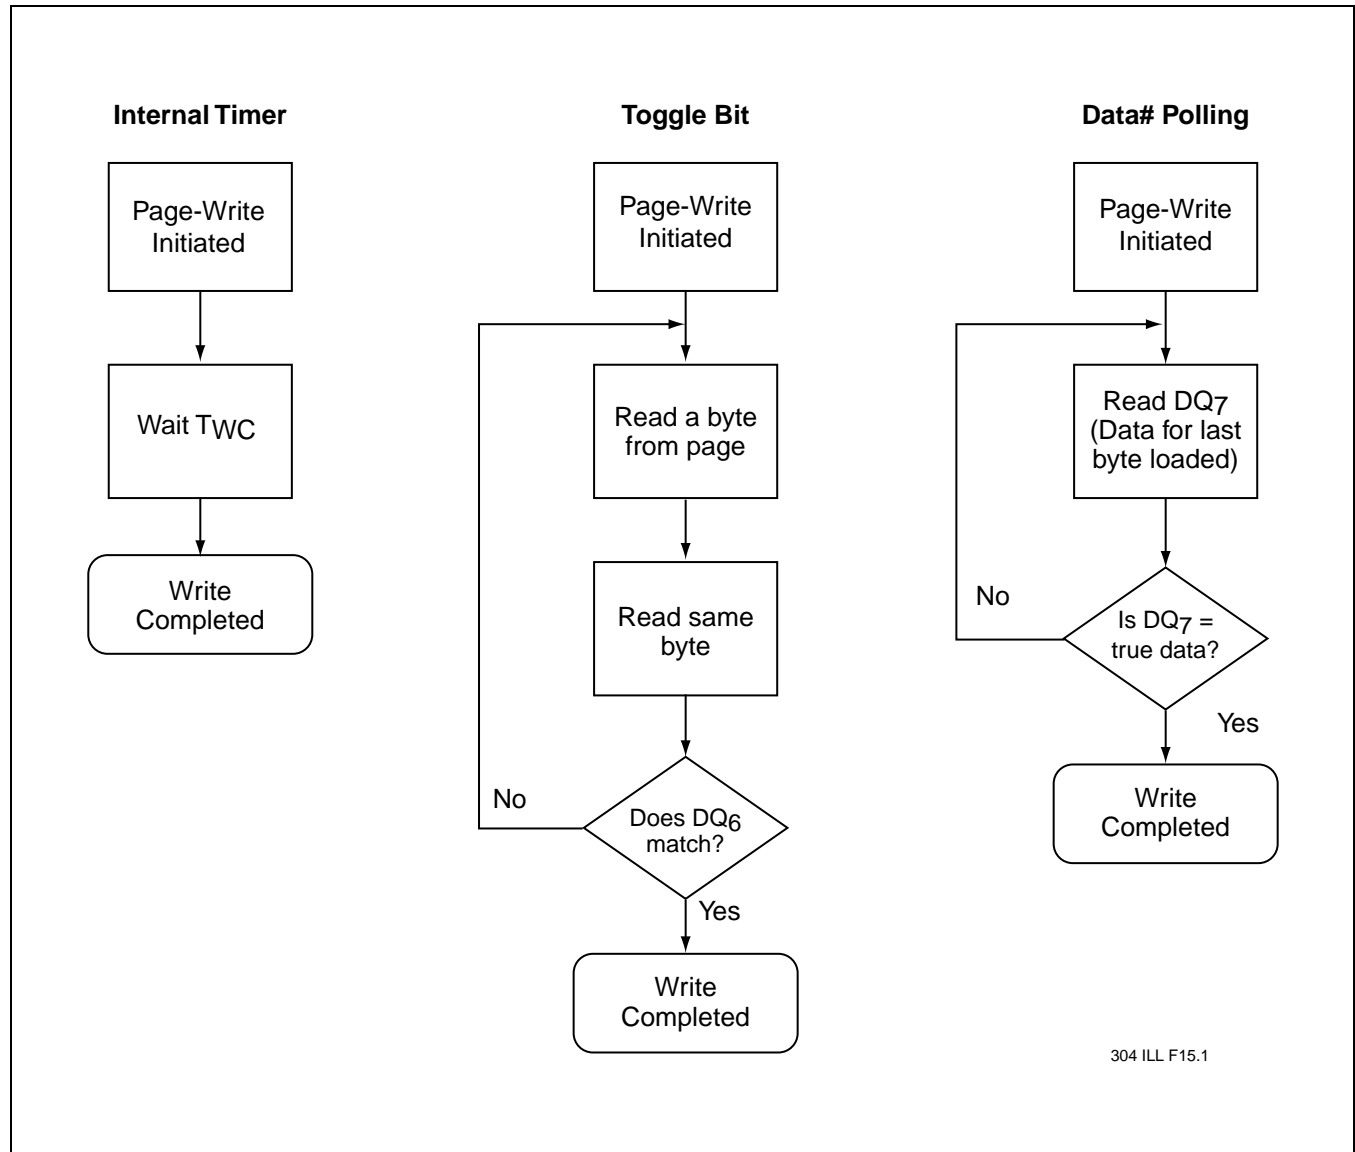 Internal Timer
Page-Write
Initiated
Wait TWC
Write
Completed
Toggle Bit
Page-Write
Initiated
Read a byte
from page
Read same
byte
No
Does DQ6
match?
Yes
Write
Completed
Data# Polling
Page-Write
Initiated
Read DQ7
(Data for last
byte loaded)
No
Is DQ7 =
true data?
Yes
Write
Completed
304 ILL F15.1